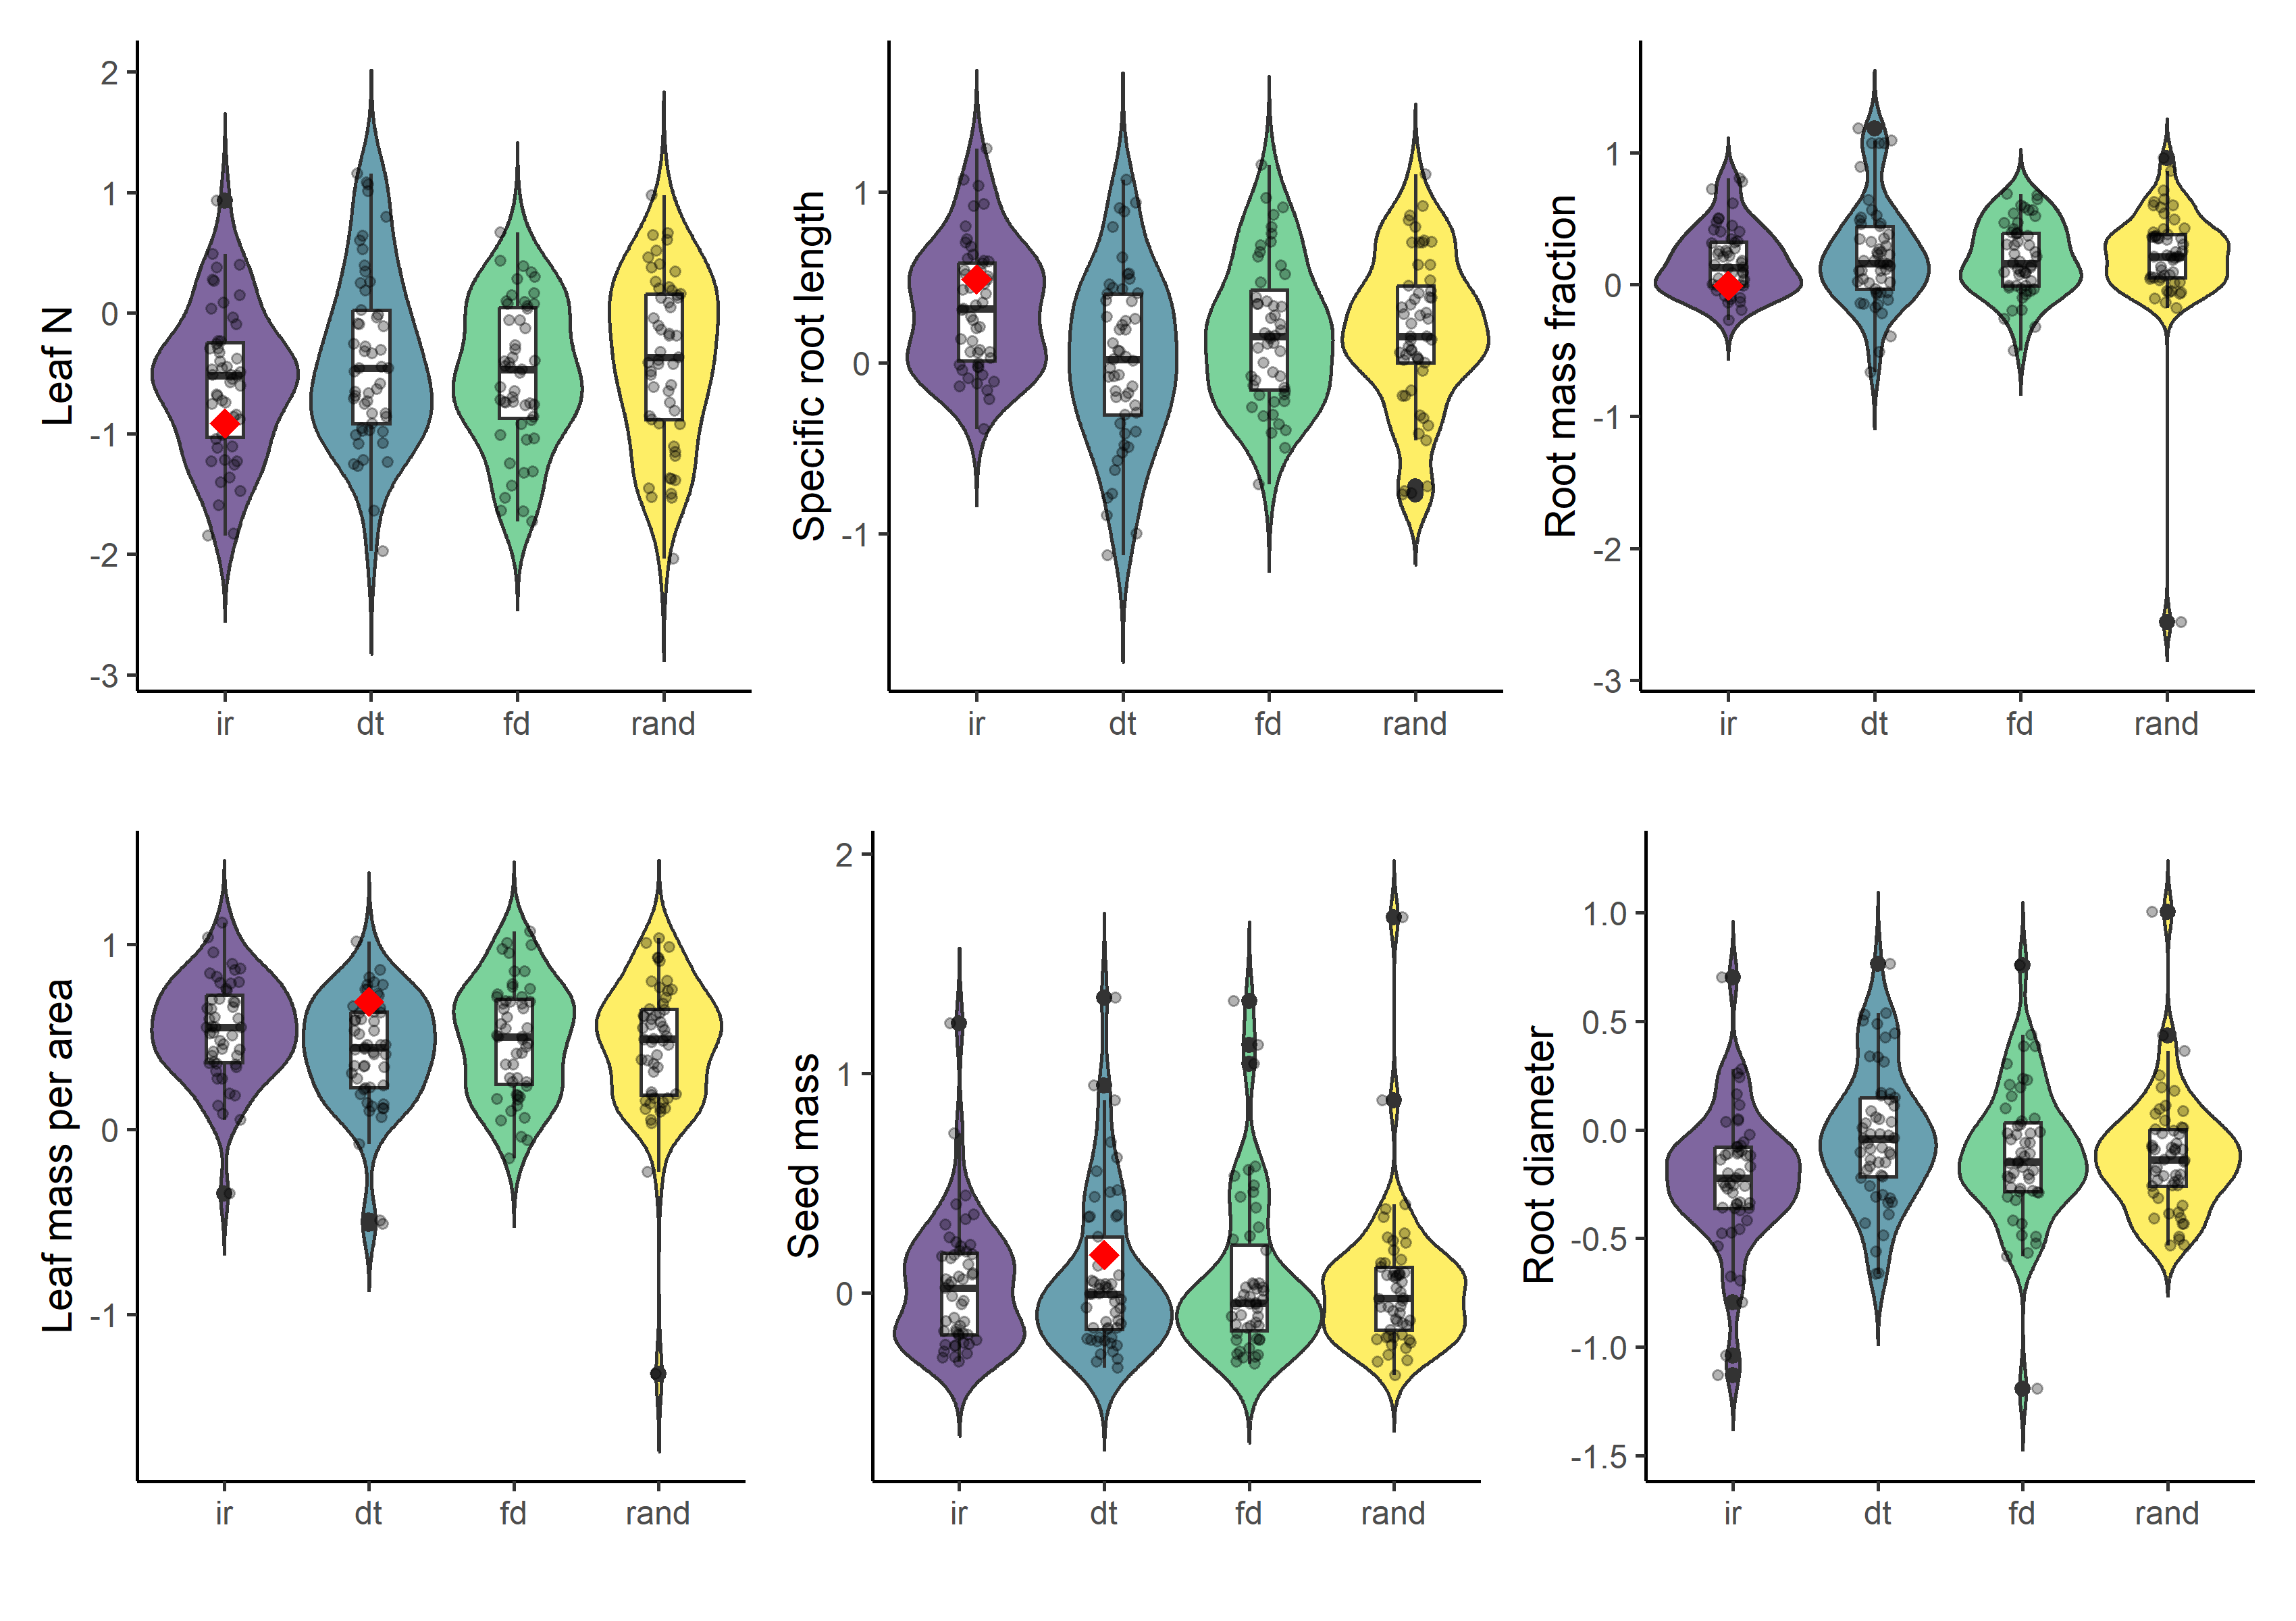 Leaf N
2
1
0
-1
-2
-3
ir dt fd rand
Specific root length
1
0
-1
ir dt fd rand
Root mass fraction
1
0
-1
-2
-3
ir dt fd rand
Leaf mass per area
1
0
-1
ir dt fd rand
Seed mass
2
1
0
ir dt fd rand
Root diameter
1.0
0.5
0.0
-0.5
-1.0
-1.5
ir dt fd rand